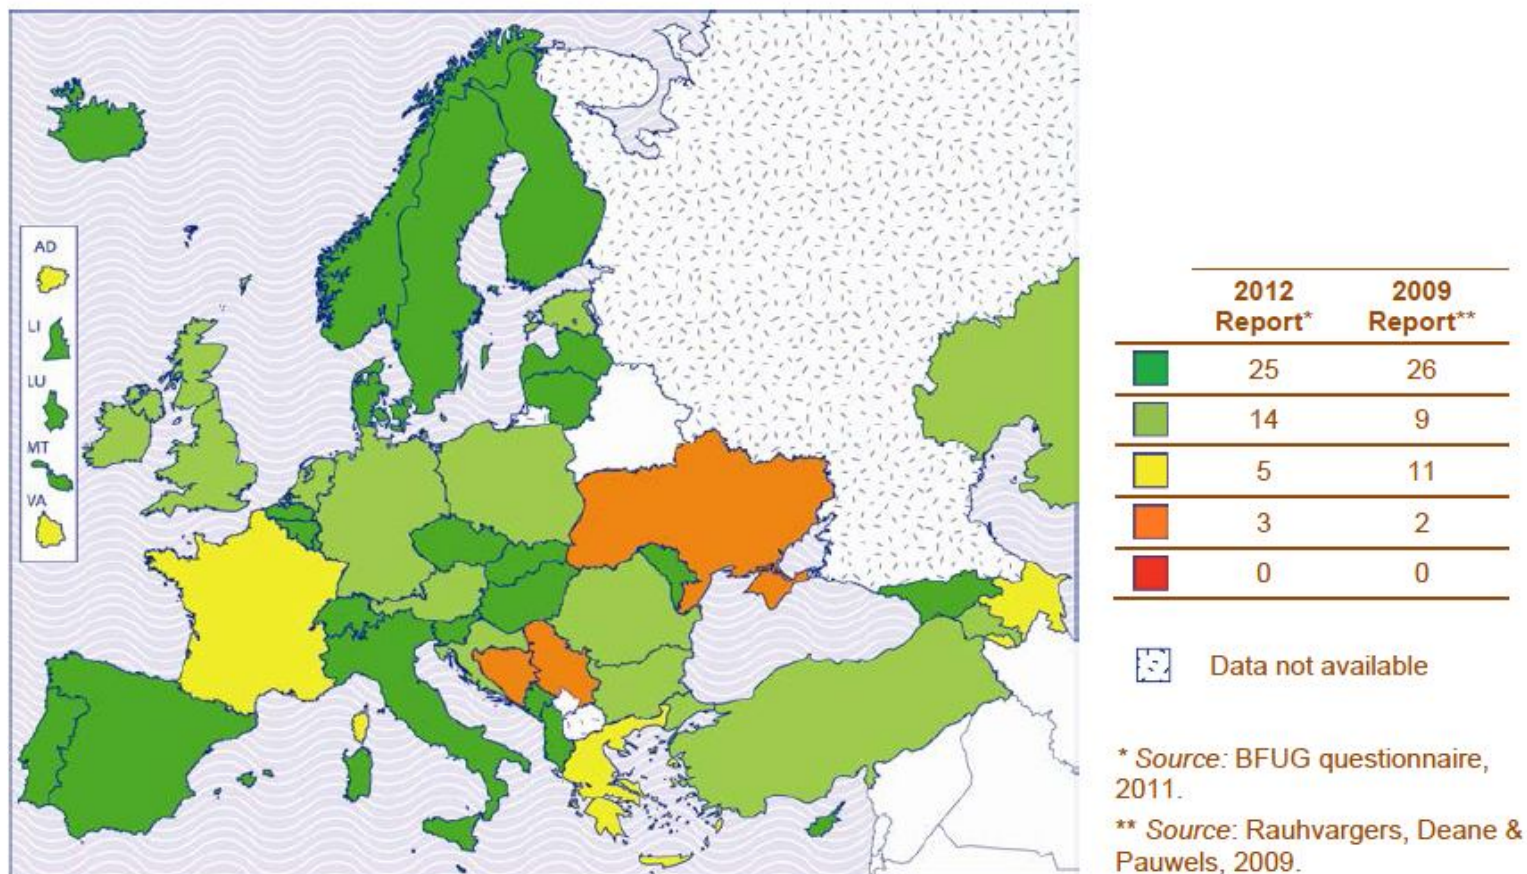 AD
LI
LU
MT
VA
2012 2009
Report* Report**
25 26
14 9
5 11
3 2
0 0
Data not available
* Source: BFUG questionnaire,
2011.
** Source: Rauhvargers, Deane &
Pauwels, 2009.